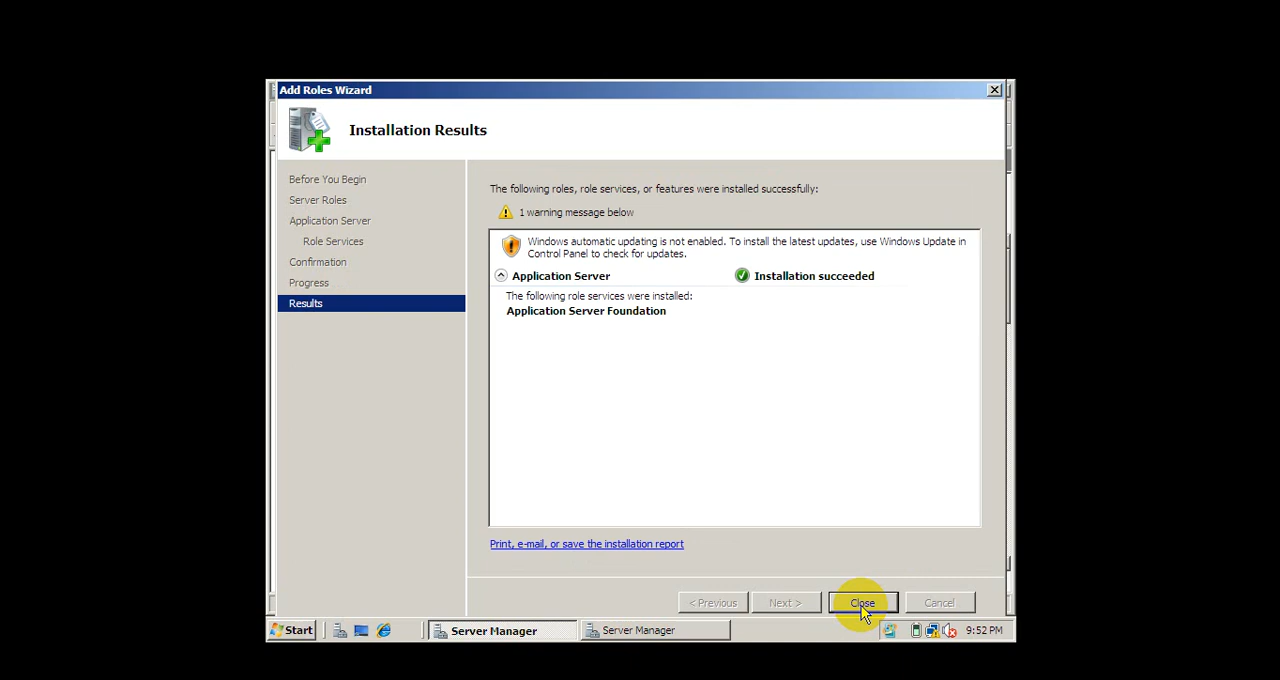 Add Roles Wizard
Installation Results
Before You Begin
Server Roles
Application Server
Role Services
Confirmation
Progress
Results
The following roles, role services, or features were installed successfully:
1 warning message below
Windows automatic updating is not enabled. To install the latest updates, use Windows Update in
Control Panel to check for updates.
Application Server
Installation succeeded
The following role services were installed:
Application Server Foundation
Print, e-mail, or save the installation report
< Previous
Next >
Close
Cancel
Start
Server Manager
Server Manager
9:52 PM